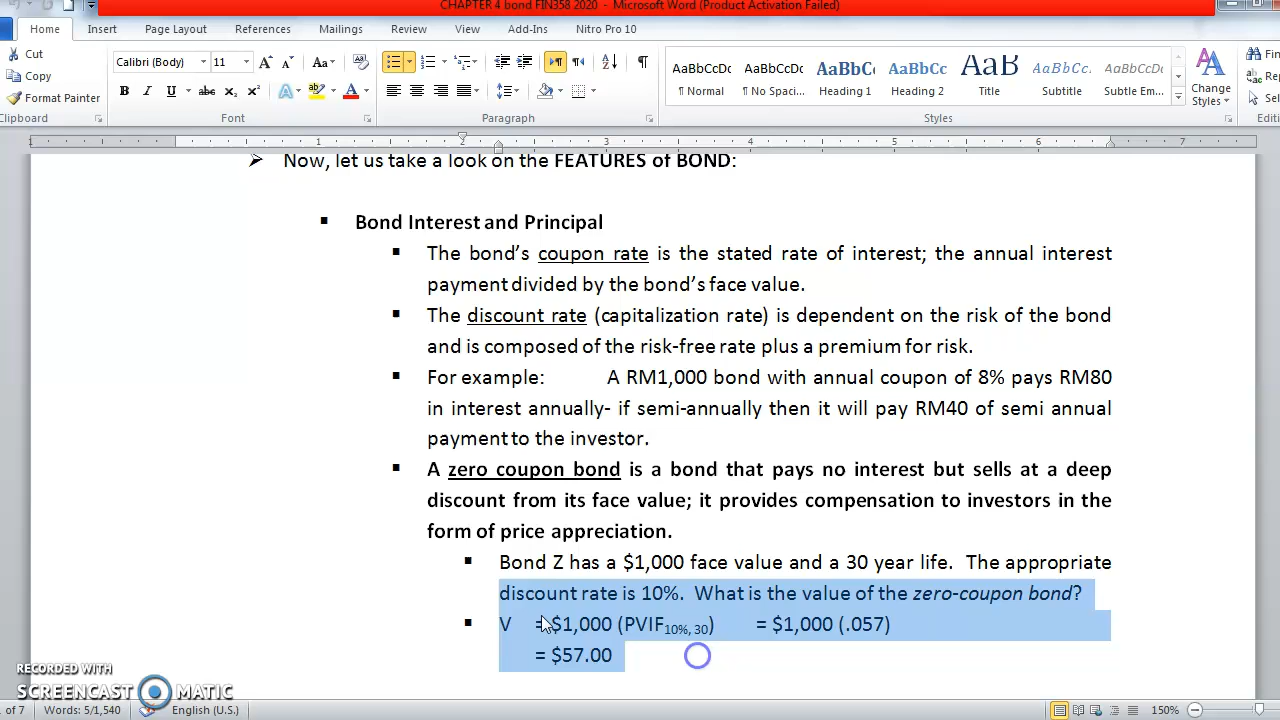 CHAPTER 4 bond FIN358 2020 - Microsoft Word (Product Activation Failed)
Home Insert Page Layout References Mailings Review View Add-Ins Nitro Pro 10
Cut
Copy
Format Painter
Calibri (Body) 11
AaBbCcDc AaBbCcDc AaBbC AaBbCc AaB AaBbCc. AaBbCcDc
¶ Normal ¶ No Spaci... Heading 1 Heading 2 Title Subtitle Subtle Em...
Change
Styles
Clipboard Font Paragraph Styles
1 1 2 3 4 5 6 7
➢ Now, let us take a look on the FEATURES of BOND:
▪ Bond Interest and Principal
▪ The bond’s coupon rate is the stated rate of interest; the annual interest
payment divided by the bond’s face value.
▪ The discount rate (capitalization rate) is dependent on the risk of the bond
and is composed of the risk-free rate plus a premium for risk.
▪ For example: A RM1,000 bond with annual coupon of 8% pays RM80
in interest annually- if semi-annually then it will pay RM40 of semi annual
payment to the investor.
▪ A zero coupon bond is a bond that pays no interest but sells at a deep
discount from its face value; it provides compensation to investors in the
form of price appreciation.
▪ Bond Z has a $1,000 face value and a 30 year life. The appropriate
discount rate is 10%. What is the value of the zero-coupon bond?
▪ V = $1,000 (PVIF10%, 30) = $1,000 (.057)
= $57.00
RECORDED WITH
SCREENCAST MATIC
of 7 Words: 5/1,540 English (U.S.) 150%